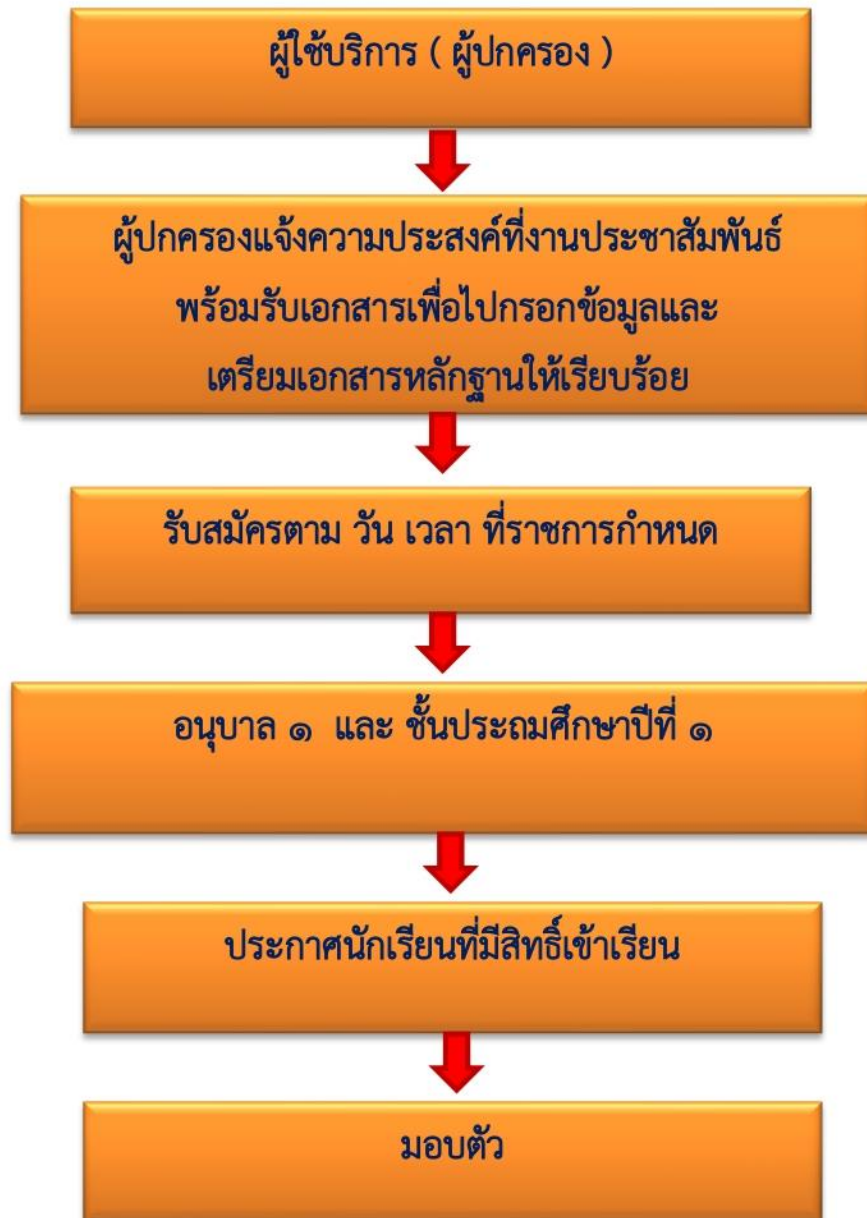 ผู้ใช้บริการ ( ผู้ปกครอง )
ผู้ปกครองแจ้งความประสงค์ที่งานประชาสัมพันธ์
พร้อมรับเอกสารเพื่อไปกรอกข้อมูลและ
เตรียมเอกสารหลักฐานให้เรียบร้อย
รับสมัครตาม วัน เวลา ที่ราชการกำหนด
อนุบาล ๑ และ ชั้นประถมศึกษาปีที่ ๑
ประกาศนักเรียนที่มีสิทธิ์เข้าเรียน
มอบตัว